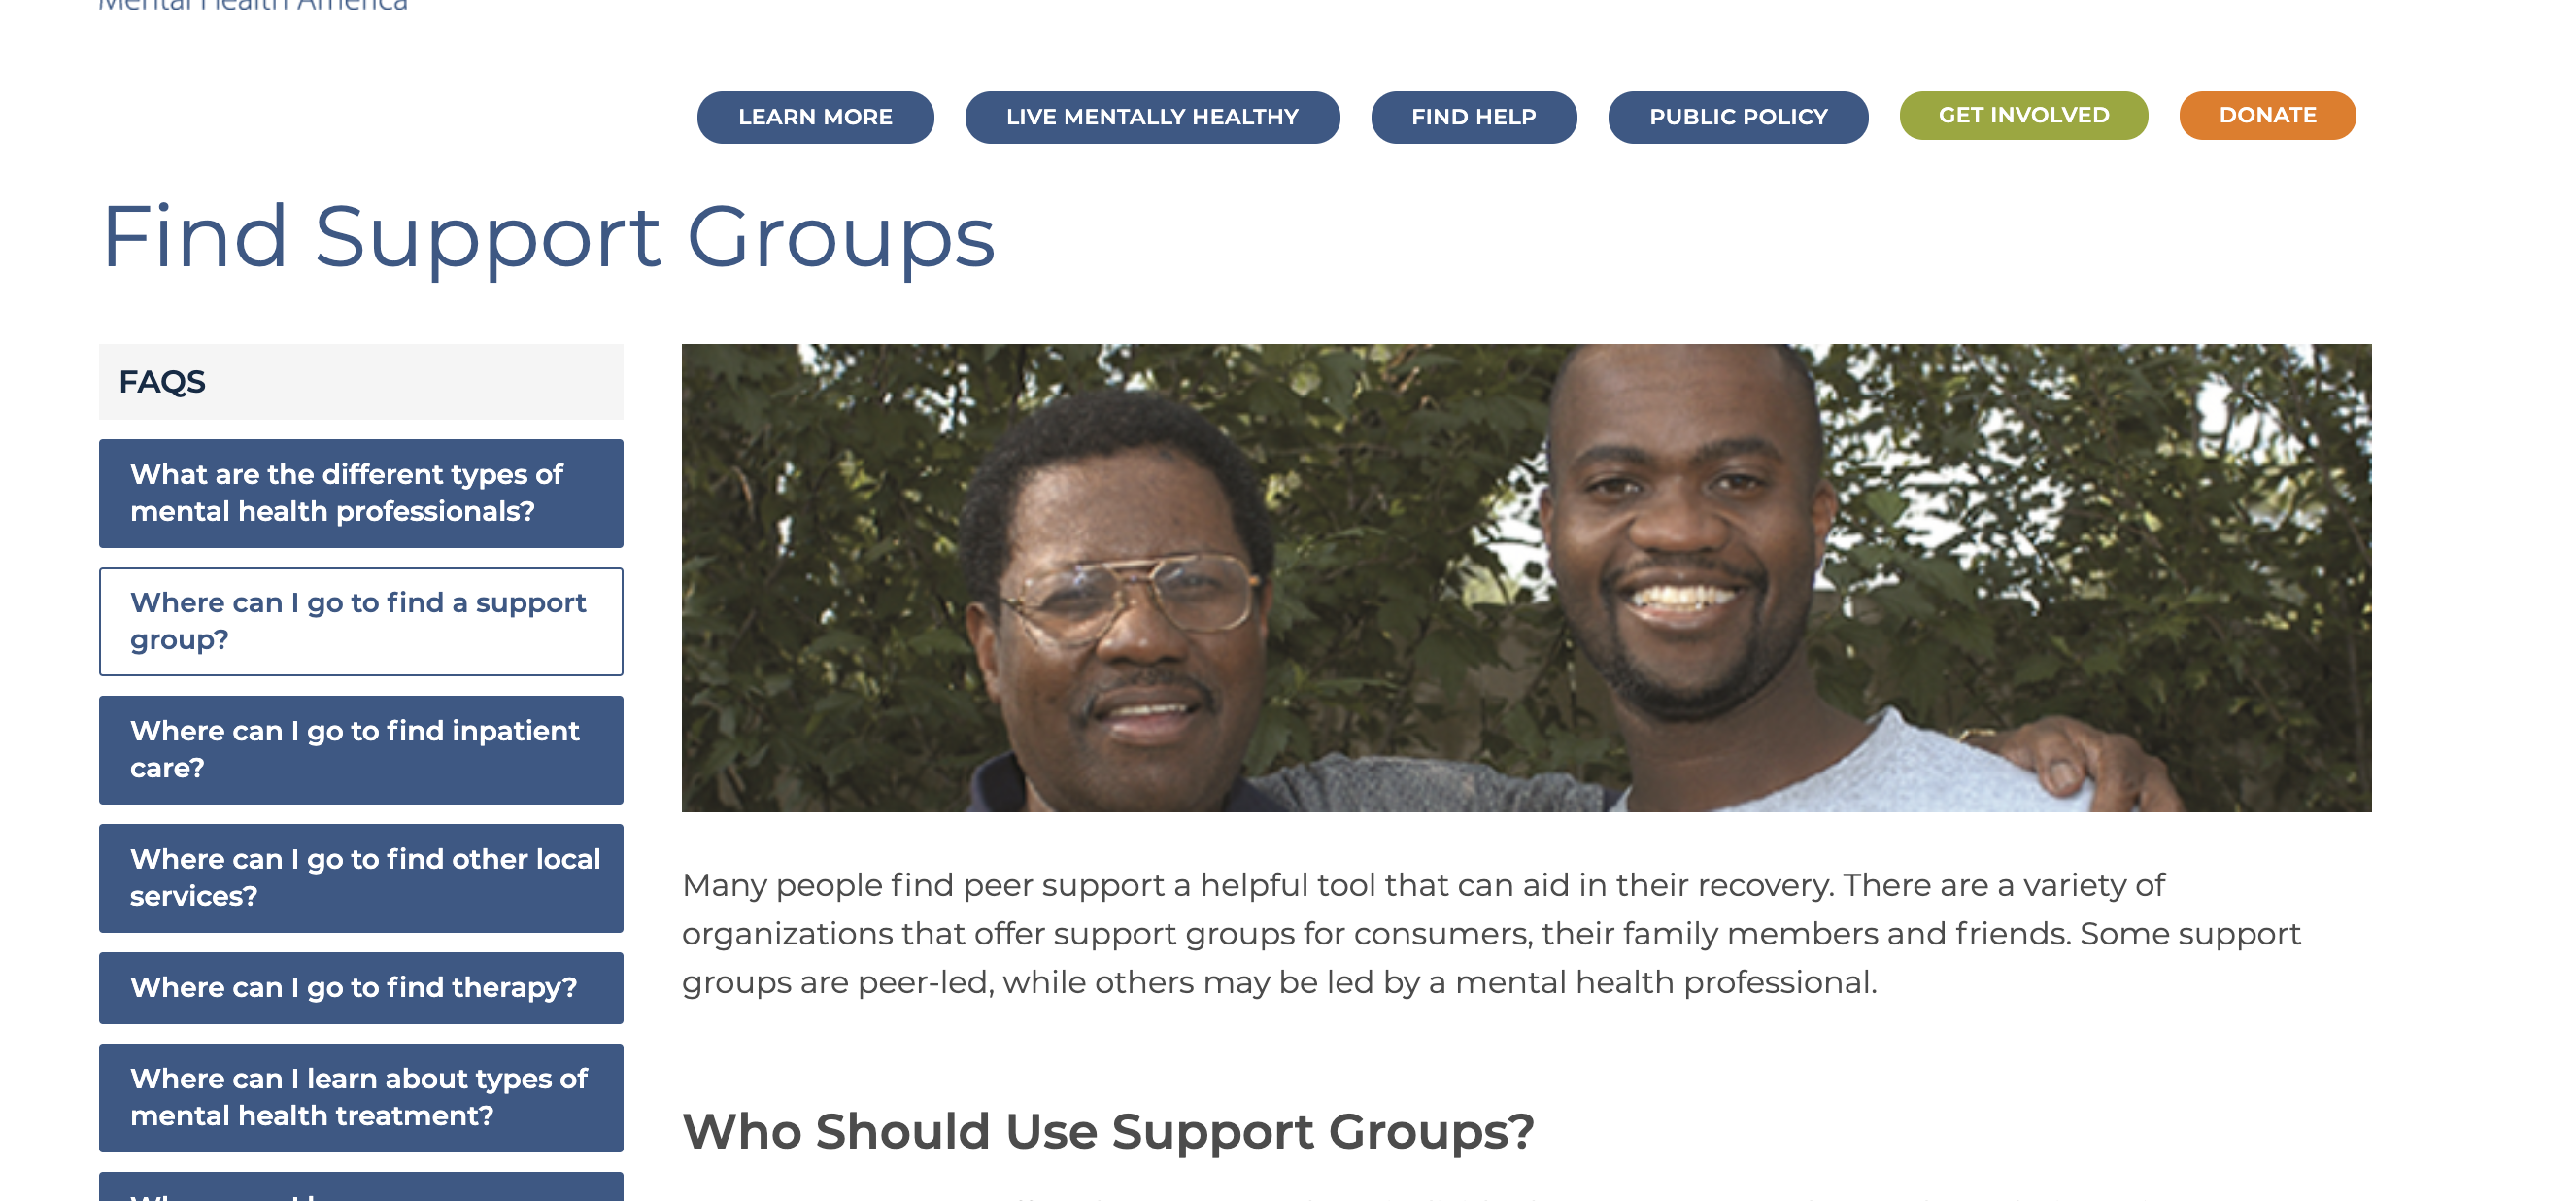 Mental Health America
LEARN MORE
LIVE MENTALLY HEALTHY
FIND HELP
PUBLIC POLICY
GET INVOLVED
DONATE
Find Support Groups
FAQS
What are the different types of
mental health professionals?
Where can I go to find a support
group?
Where can I go to find inpatient
care?
Where can I go to find other local
services?
Where can I go to find therapy?
Where can I learn about types of
mental health treatment?
Many people find peer support a helpful tool that can aid in their recovery. There are a variety of
organizations that offer support groups for consumers, their family members and friends. Some support
groups are peer-led, while others may be led by a mental health professional.
Who Should Use Support Groups?